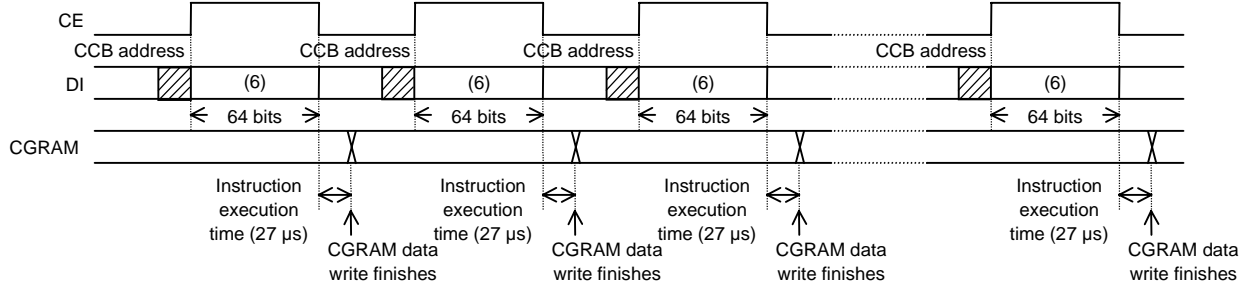 CE
CCB address CCB address CCB address CCB address
DI (6) (6) (6) (6)
64 bits 64 bits 64 bits 64 bits
CGRAM
Instruction Instruction Instruction Instruction
execution execution execution execution
time (27 µs) time (27 µs) time (27 µs) time (27 µs)
CGRAM data CGRAM data CGRAM data CGRAM data
write finishes write finishes write finishes write finishes